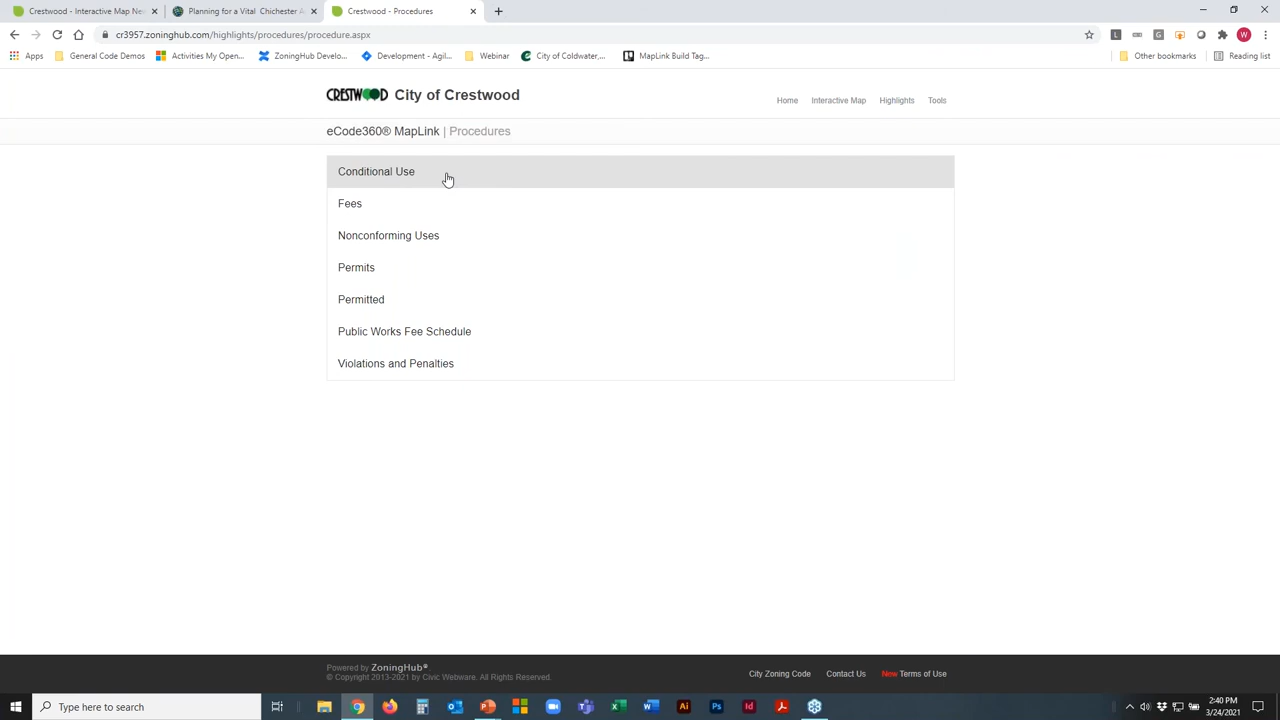 Crestwood - Interactive Map New
Planning for a Vital Chichester A
Crestwood - Procedures
cr3957.zoninghub.com/highlights/procedures/procedure.aspx
W
Apps
General Code Demos
Activities My Open...
ZoningHub Develo...
Development - Agil...
Webinar
City of Coldwater,...
MapLink Build Tag...
Other bookmarks
Reading list
CRESTWOOD City of Crestwood
Home Interactive Map Highlights Tools
eCode360® MapLink | Procedures
Conditional Use
Fees
Nonconforming Uses
Permits
Permitted
Public Works Fee Schedule
Violations and Penalties
Powered by ZoningHub®.
© Copyright 2013-2021 by Civic Webware. All Rights Reserved.
City Zoning Code Contact Us New Terms of Use
Type here to search
2:40 PM
3/24/2021